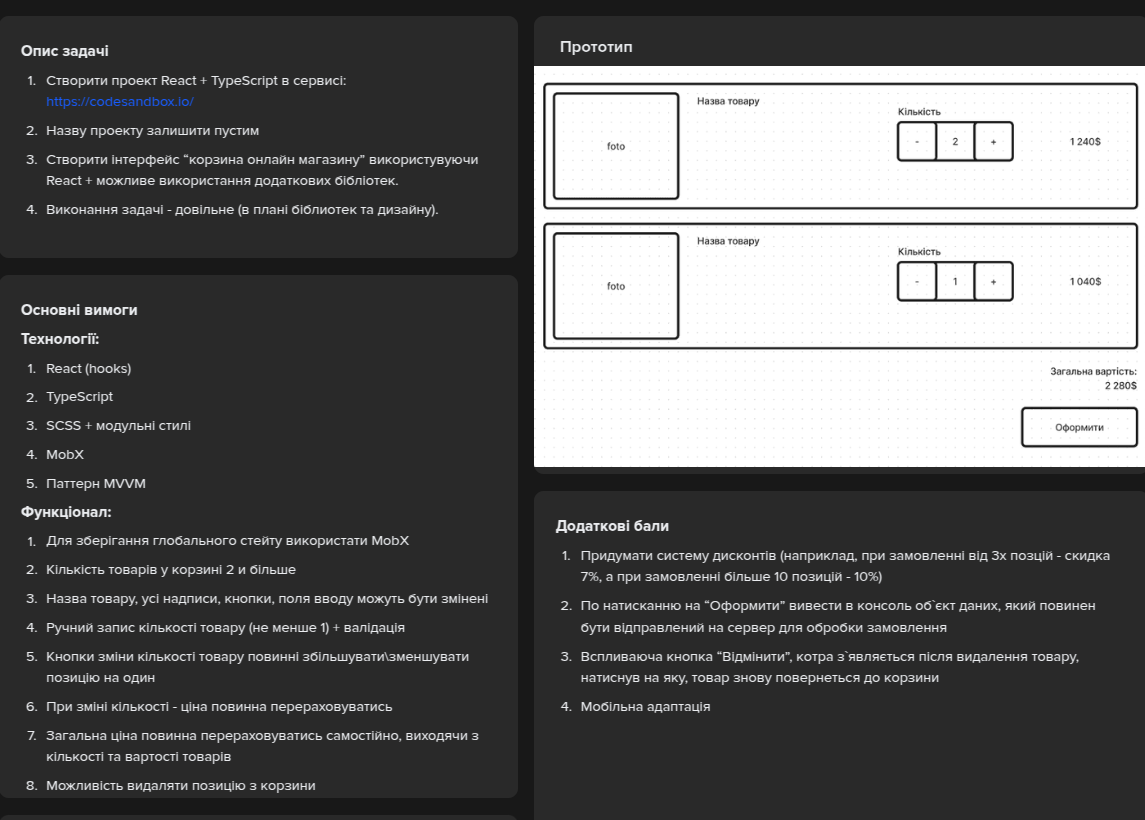 Опис задачі
1. Створити проект React + TypeScript в сервісі:
https://codesandbox.io/
2. Назву проекту залишити пустим
3. Створити інтерфейс “корзина онлайн магазину” використувуючи
React + можливе використання додаткових бібліотек.
4. Виконання задачі - довільне (в плані біблиотек та дизайну).
Основні вимоги
Технології:
1. React (hooks)
2. TypeScript
3. SCSS + модульні стилі
4. MobX
5. Паттерн MVVM
Функціонал:
1. Для зберігання глобального стейту використати MobX
2. Кількість товарів у корзині 2 и бильше
3. Назва товару, усі надписи, кнопки, поля вводу можуть бути змінені
4. Ручний запис кількості товару (не менше 1) + валідація
5. Кнопки зміни кількості товару повинні збільшувати\зменшувати
позицію на один
6. При зміні кількості - ціна повинна перераховуватись
7. Загальна ціна повинна перераховуватись самостійно, виходячи з
кількості та вартості товарів
8. Можливість видаляти позицію з корзини
Прототип
foto
Назва товару
Кількість
- 2 +
1 240$
foto
Назва товару
Кількість
- 1 +
1 040$
Загальна вартість:
2 280$
Оформити
Додаткові бали
1. Придумати систему дисконтів (наприклад, при замовленні від 3х позцій - скидка
7%, а при замовленні більше 10 позицій - 10%)
2. По натисканню на “Оформити” вивести в консоль об`єкт даних, який повинен
бути відправлений на сервер для обробки замовлення
3. Вспливаюча кнопка “Відмінити”, котра з`являється після видалення товару,
натиснув на яку, товар знову повернеться до корзини
4. Мобільна адаптація